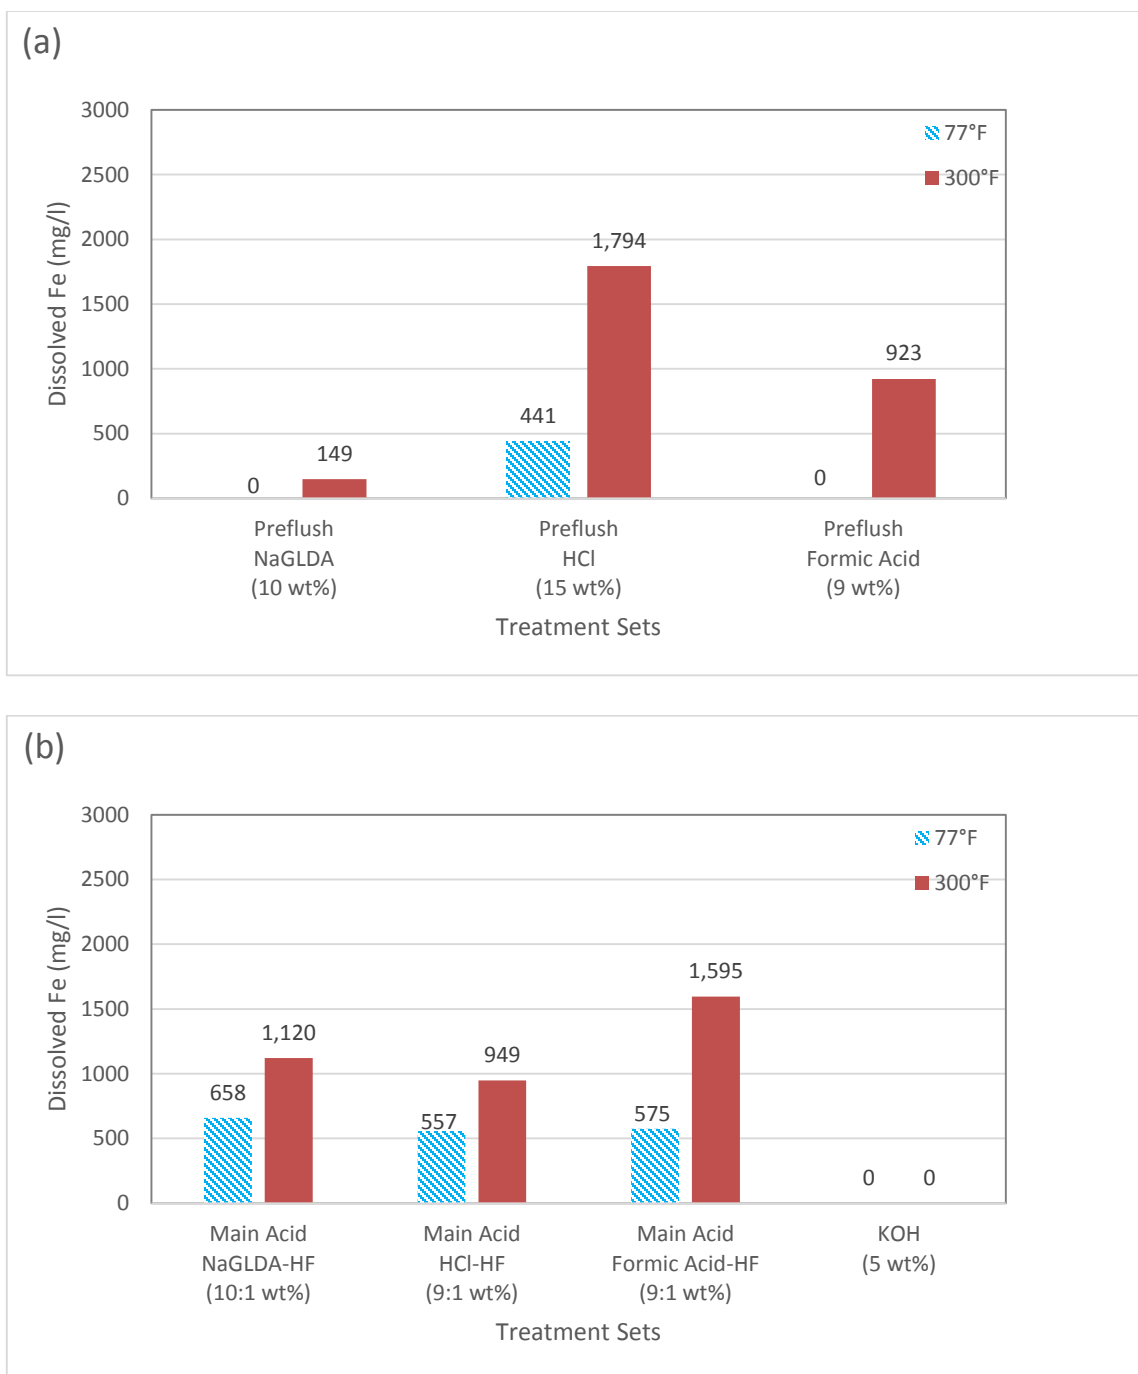 (a)
3000
2500
2000
1500
1000
500
0
Dissolved Fe (mg/l)
77°F
300°F
0
149
441
1,794
0
923
Preflush
NaGLDA
(10 wt%)
Preflush
HCl
(15 wt%)
Preflush
Formic Acid
(9 wt%)
Treatment Sets
(b)
3000
2500
2000
1500
1000
500
0
Dissolved Fe (mg/l)
77°F
300°F
658
1,120
557
949
575
1,595
0
0
Main Acid
NaGLDA-HF
(10:1 wt%)
Main Acid
HCl-HF
(9:1 wt%)
Main Acid
Formic Acid-HF
(9:1 wt%)
KOH
(5 wt%)
Treatment Sets